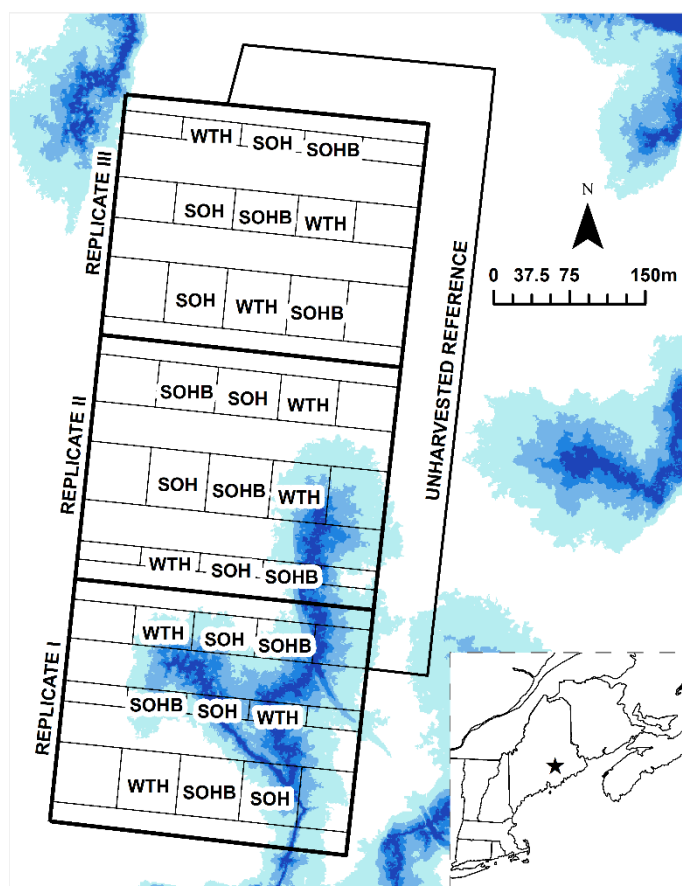 WTH SOH SOHB
REPLICATE III
SOH SOHB WTH
SOH WTH SOHB
N
0 37.5 75 150m
UNHARVESTED REFERENCE
SOHB SOH WTH
REPLICATE II
SOH SOHB WTH
WTH SOH SOHB
WTH SOH SOHB
REPLICATE I
SOHB SOH WTH
WTH SOHB SOH